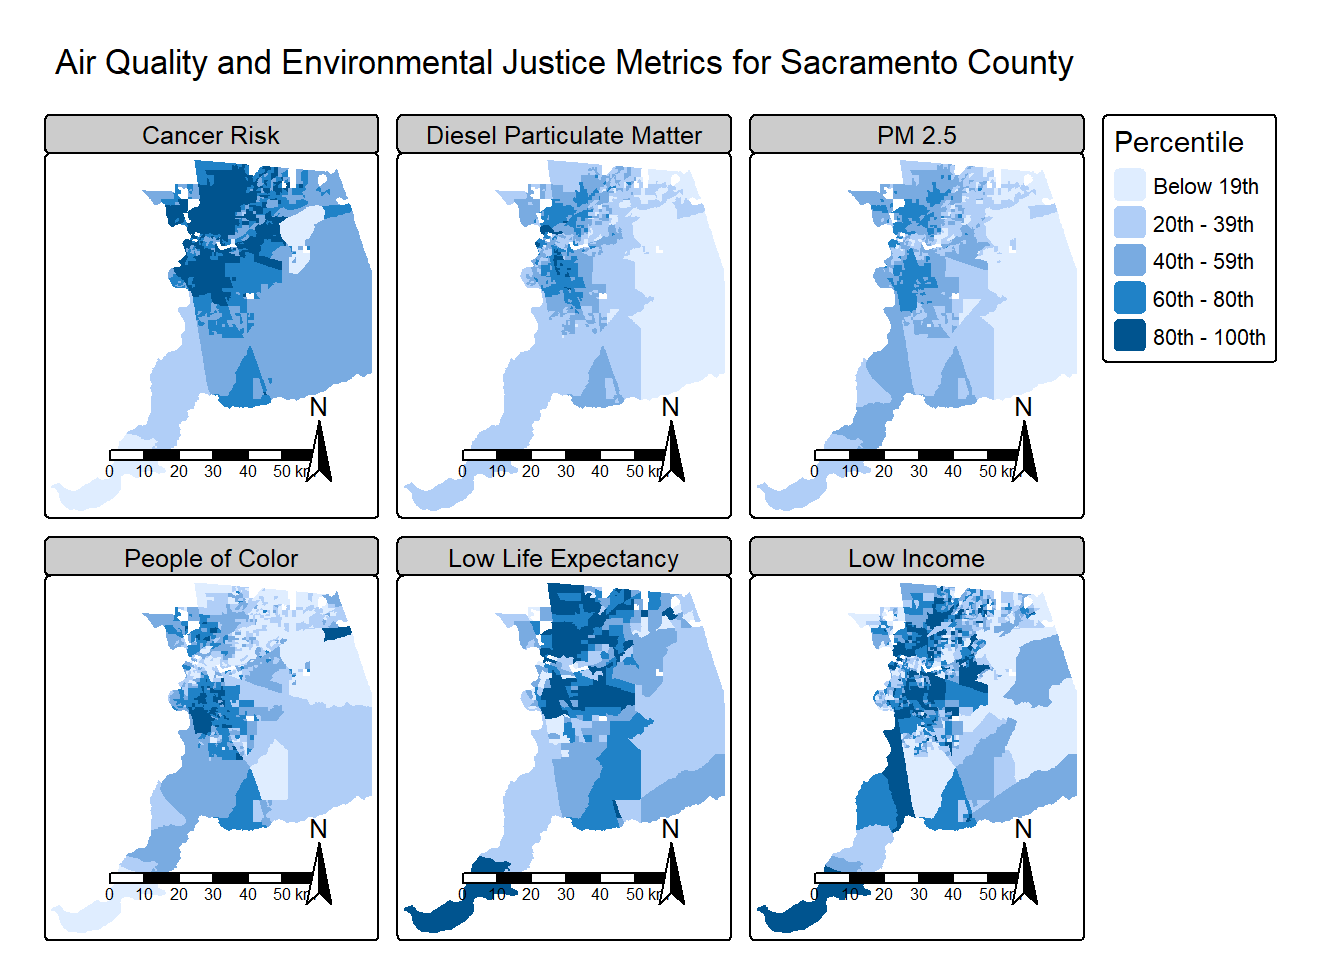 Air Quality and Environmental Justice Metrics for Sacramento County
Cancer Risk
Diesel Particulate Matter
PM 2.5
Percentile
Below 19th
20th - 39th
40th - 59th
60th - 80th
80th - 100th
N
0 10 20 30 40 50 km
N
0 10 20 30 40 50 km
N
0 10 20 30 40 50 km
People of Color
Low Life Expectancy
Low Income
N
0 10 20 30 40 50 km
N
0 10 20 30 40 50 km
N
0 10 20 30 40 50 km